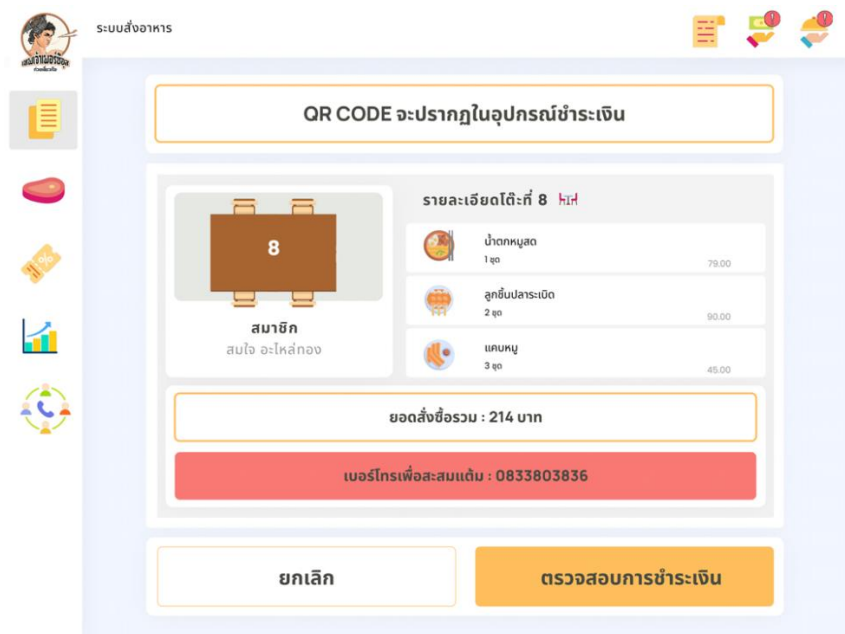 ระบบสั่งอาหาร
QR CODE จะปรากฏในอุปกรณ์ชำระเงิน
รายละเอียดโต๊ะที่ 8
8
น้ำตกหมูสด
1 ชุด
79.00
ลูกชิ้นปลาระเบิด
2 ชุด
90.00
สมาชิก
สมใจ อะไหล่ทอง
แคบหมู
3 ชุด
45.00
ยอดสั่งซื้อรวม : 214 บาท
เบอร์โทรเพื่อสะสมแต้ม : 0833803836
ยกเลิก
ตรวจสอบการชำระเงิน